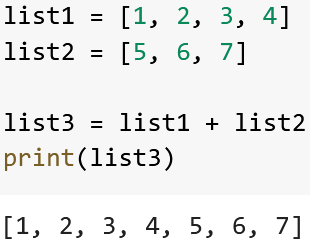 list1 = [1, 2, 3, 4]
list2 = [5, 6, 7]
list3 = list1 + list2
print(list3)
[1, 2, 3, 4, 5, 6, 7]